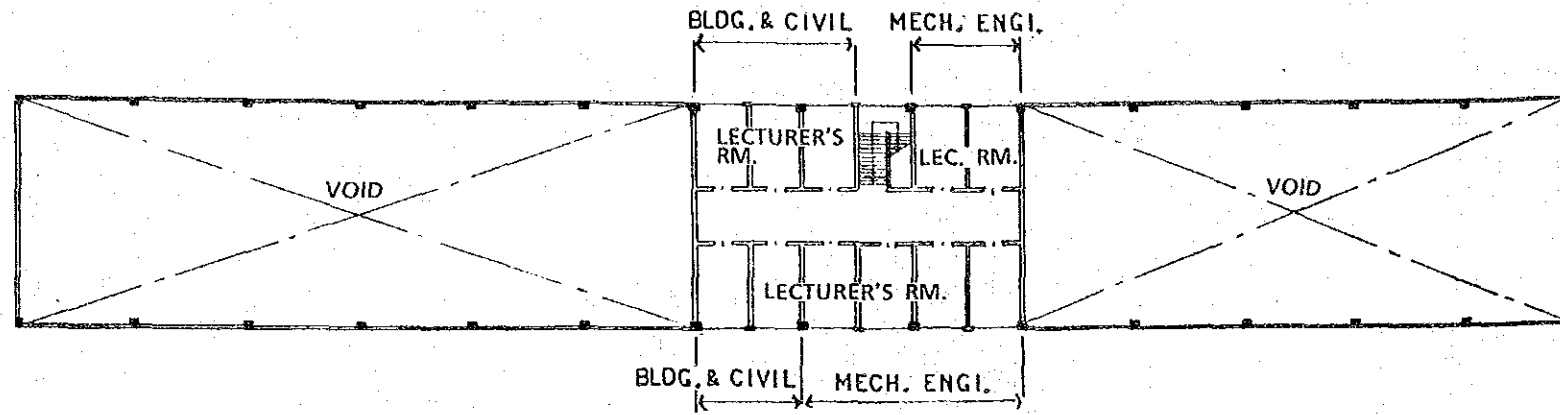 BLDG. & CIVIL
MECH. ENGI.
LECTURER'S
RM.
LEC. RM.
VOID
VOID
LECTURER'S RM.
BLDG. & CIVIL
MECH. ENGI.